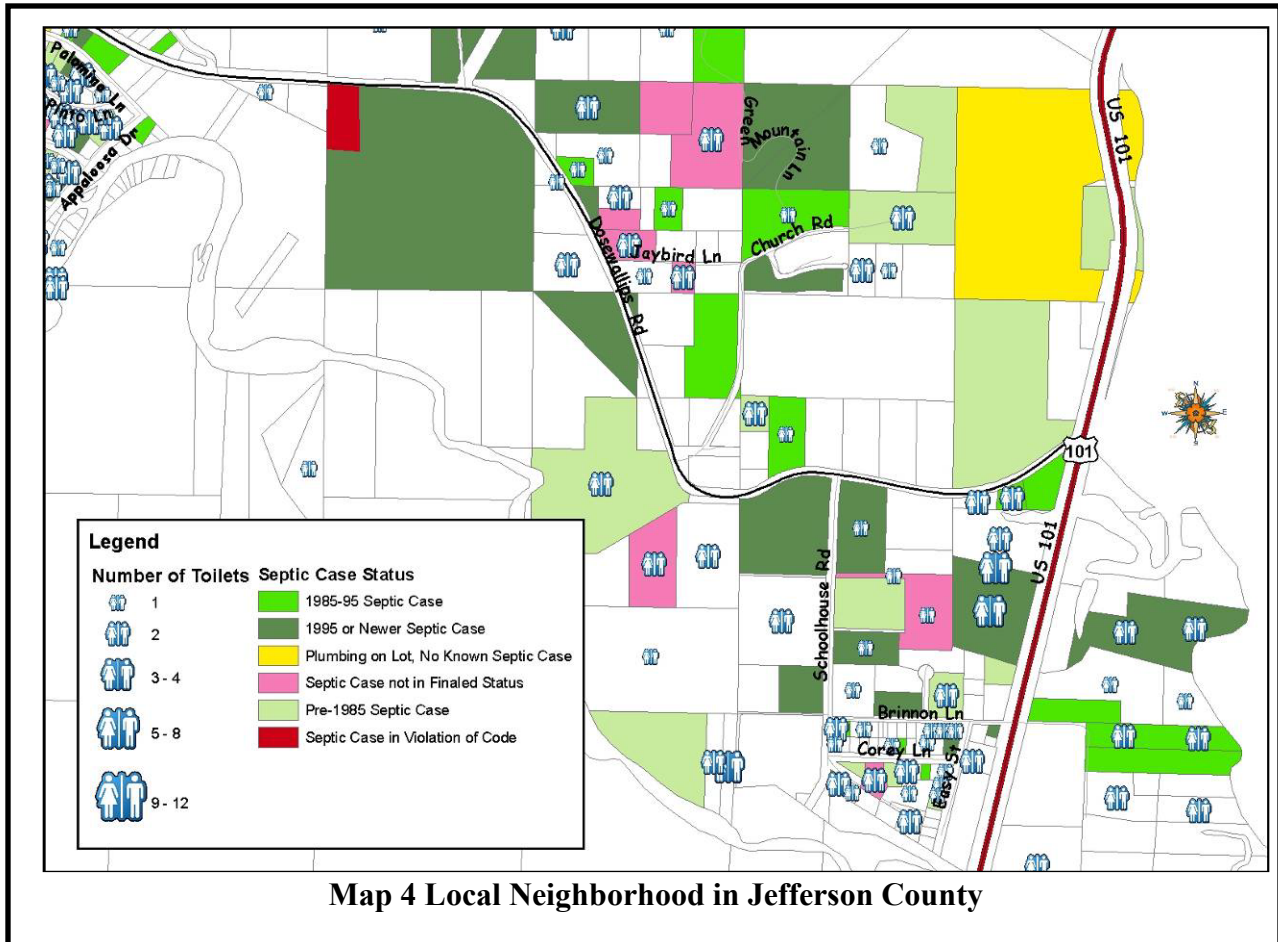 Palomino Ln
Pinto Ln
Appaloosa Dr
Green Mountain Ln
US 101
Dosewallips Rd
Jaybird Ln
Church Rd
N
W E
S
101
US 101
Schoolhouse Rd
Brinnon Ln
Corey Ln
Easy St
Legend
Number of Toilets Septic Case Status
1
2
3 - 4
5 - 8
9 - 12
1985-95 Septic Case
1995 or Newer Septic Case
Plumbing on Lot, No Known Septic Case
Septic Case not in Finaled Status
Pre-1985 Septic Case
Septic Case in Violation of Code
Map 4 Local Neighborhood in Jefferson County